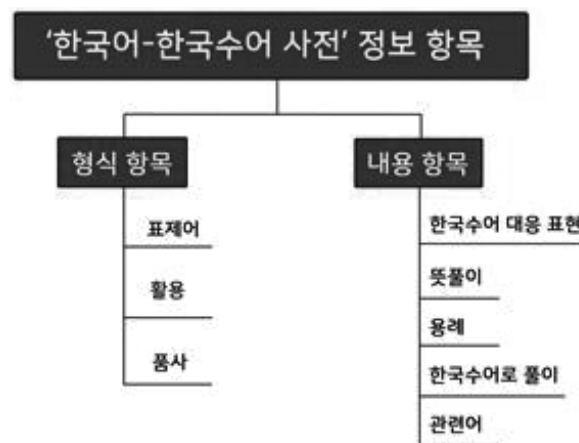 '한국어-한국수어 사전' 정보 항목
형식 항목
표제어
활용
품사
내용 항목
한국수어 대응 표현
뜻풀이
용례
한국수어로 풀이
관련어